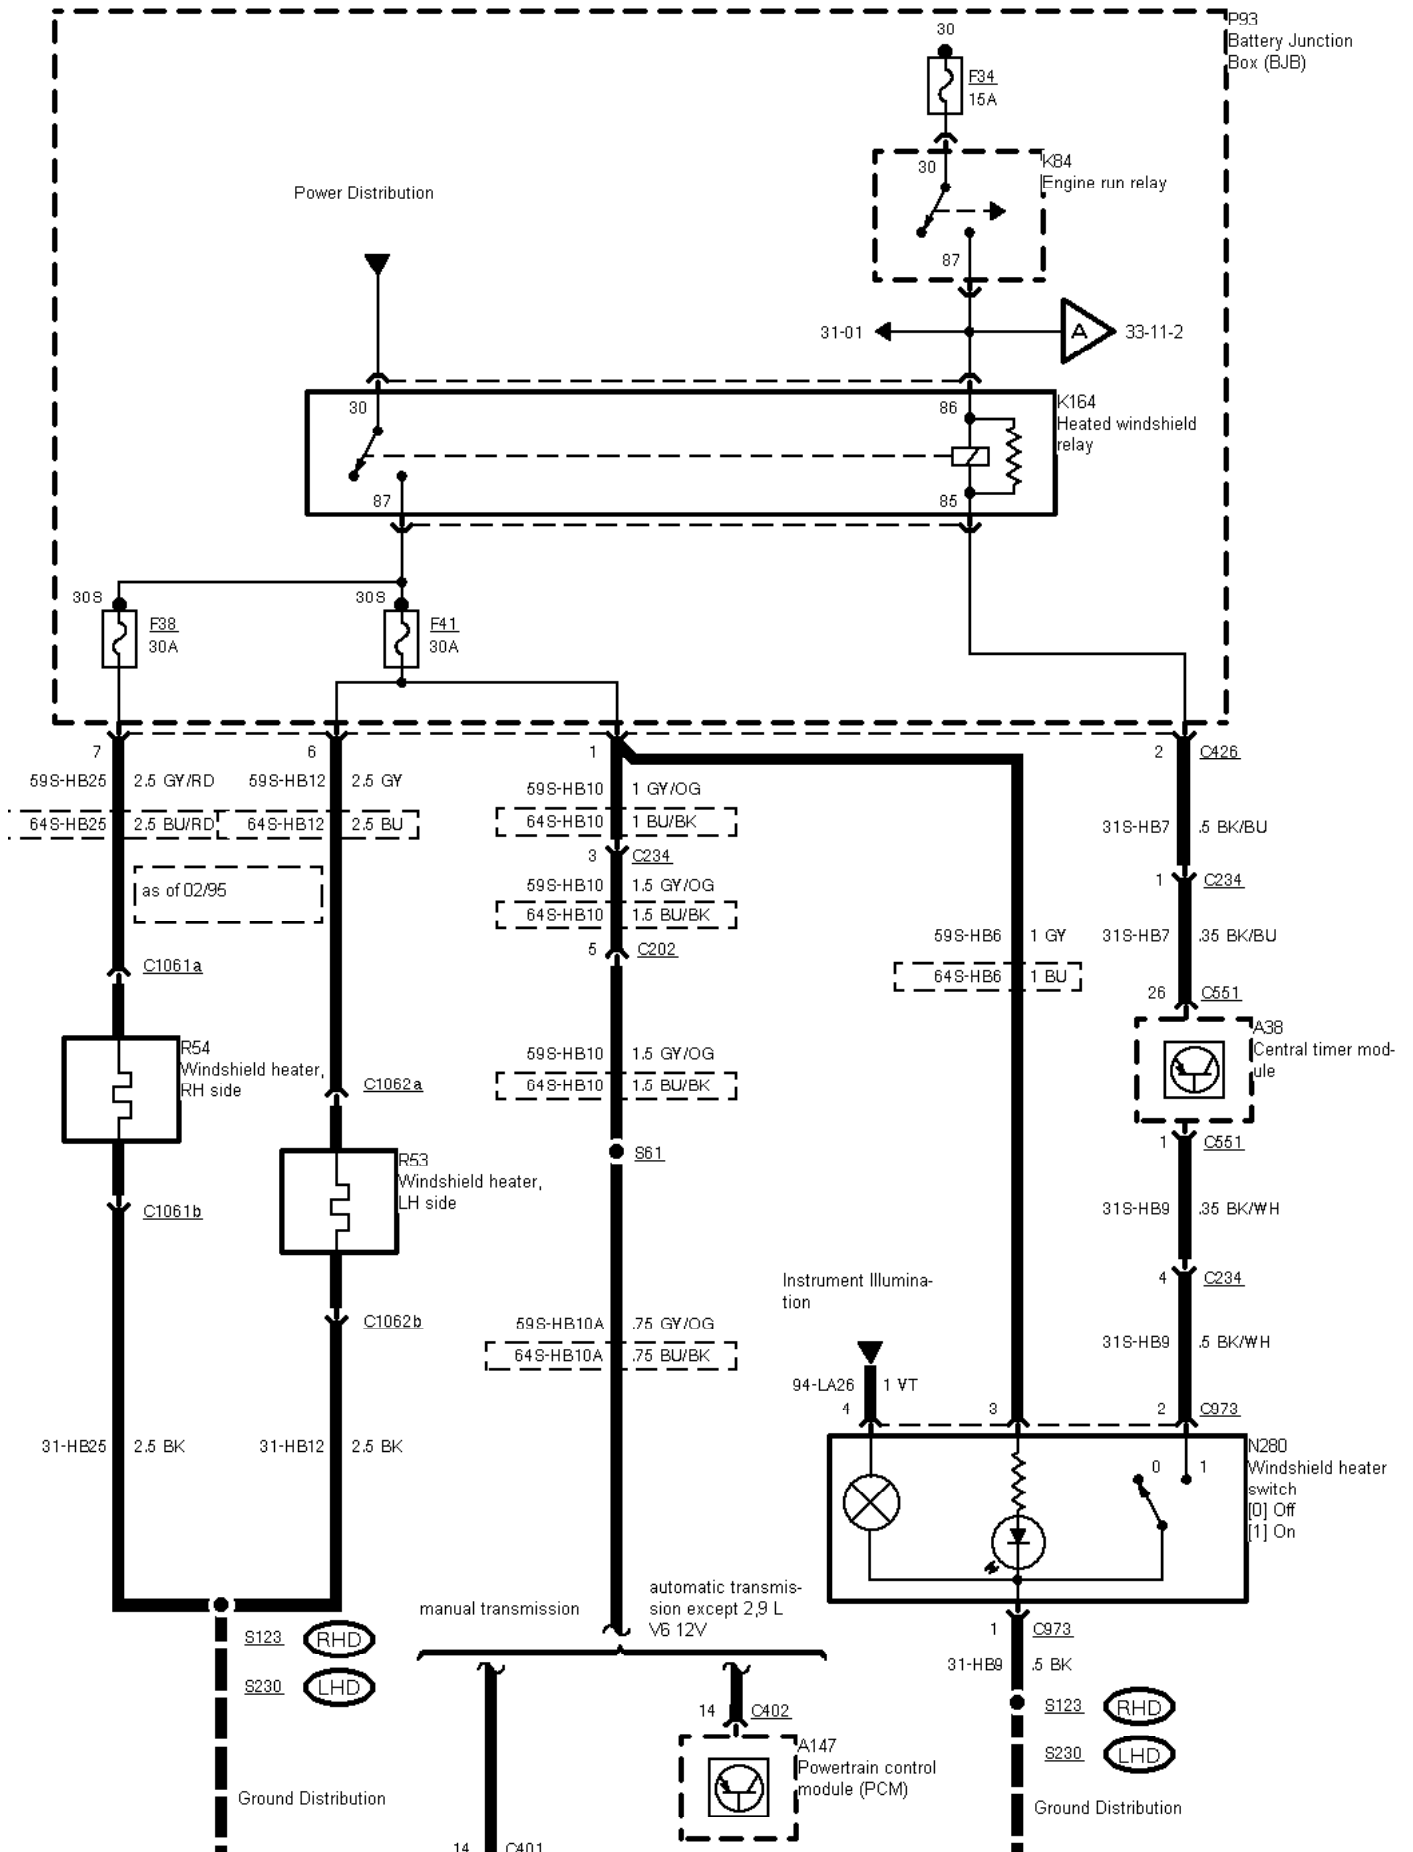 30
P93
Battery Junction
Box (BJB)
F34
15A
30
K84
Engine run relay
Power Distribution
87
31-01
A
33-11-2
30
86
K164
Heated windshield
relay
87
85
30S
F38
30A
30S
F41
30A
7
6
1
2
C426
59S-HB25
2.5 GY/RD
59S-HB12
2.5 GY
59S-HB10
1 GY/OG
64S-HB25
2.5 BU/RD
64S-HB12
2.5 BU
64S-HB10
1 BU/BK
31S-HB7
.5 BK/BU
3
C234
1
C234
as of 02/95
59S-HB10
1.5 GY/OG
64S-HB10
1.5 BU/BK
59S-HB6
1 GY
31S-HB7
.35 BK/BU
5
C202
C1061a
64S-HB6
1 BU
26
C551
R54
Windshield heater,
RH side
59S-HB10
1.5 GY/OG
64S-HB10
1.5 BU/BK
A38
Central timer mod-
ule
C1062a
1
C551
S61
R53
Windshield heater,
LH side
C1061b
31S-HB9
.35 BK/WH
Instrument Illumina-
tion
4
C234
C1062b
59S-HB10A
.75 GY/OG
64S-HB10A
.75 BU/BK
31S-HB9
.5 BK/WH
94-LA26
1 VT
4
3
2
C973
31-HB25
2.5 BK
31-HB12
2.5 BK
0
1
N280
Windshield heater
switch
[0] Off
[1] On
manual transmission
automatic transmis-
sion except 2,9 L
V6 12V
S123
RHD
S230
LHD
1
C973
31-HB9
.5 BK
S123
RHD
S230
LHD
14
C402
A147
Powertrain control
module (PCM)
Ground Distribution
Ground Distribution
14
C401